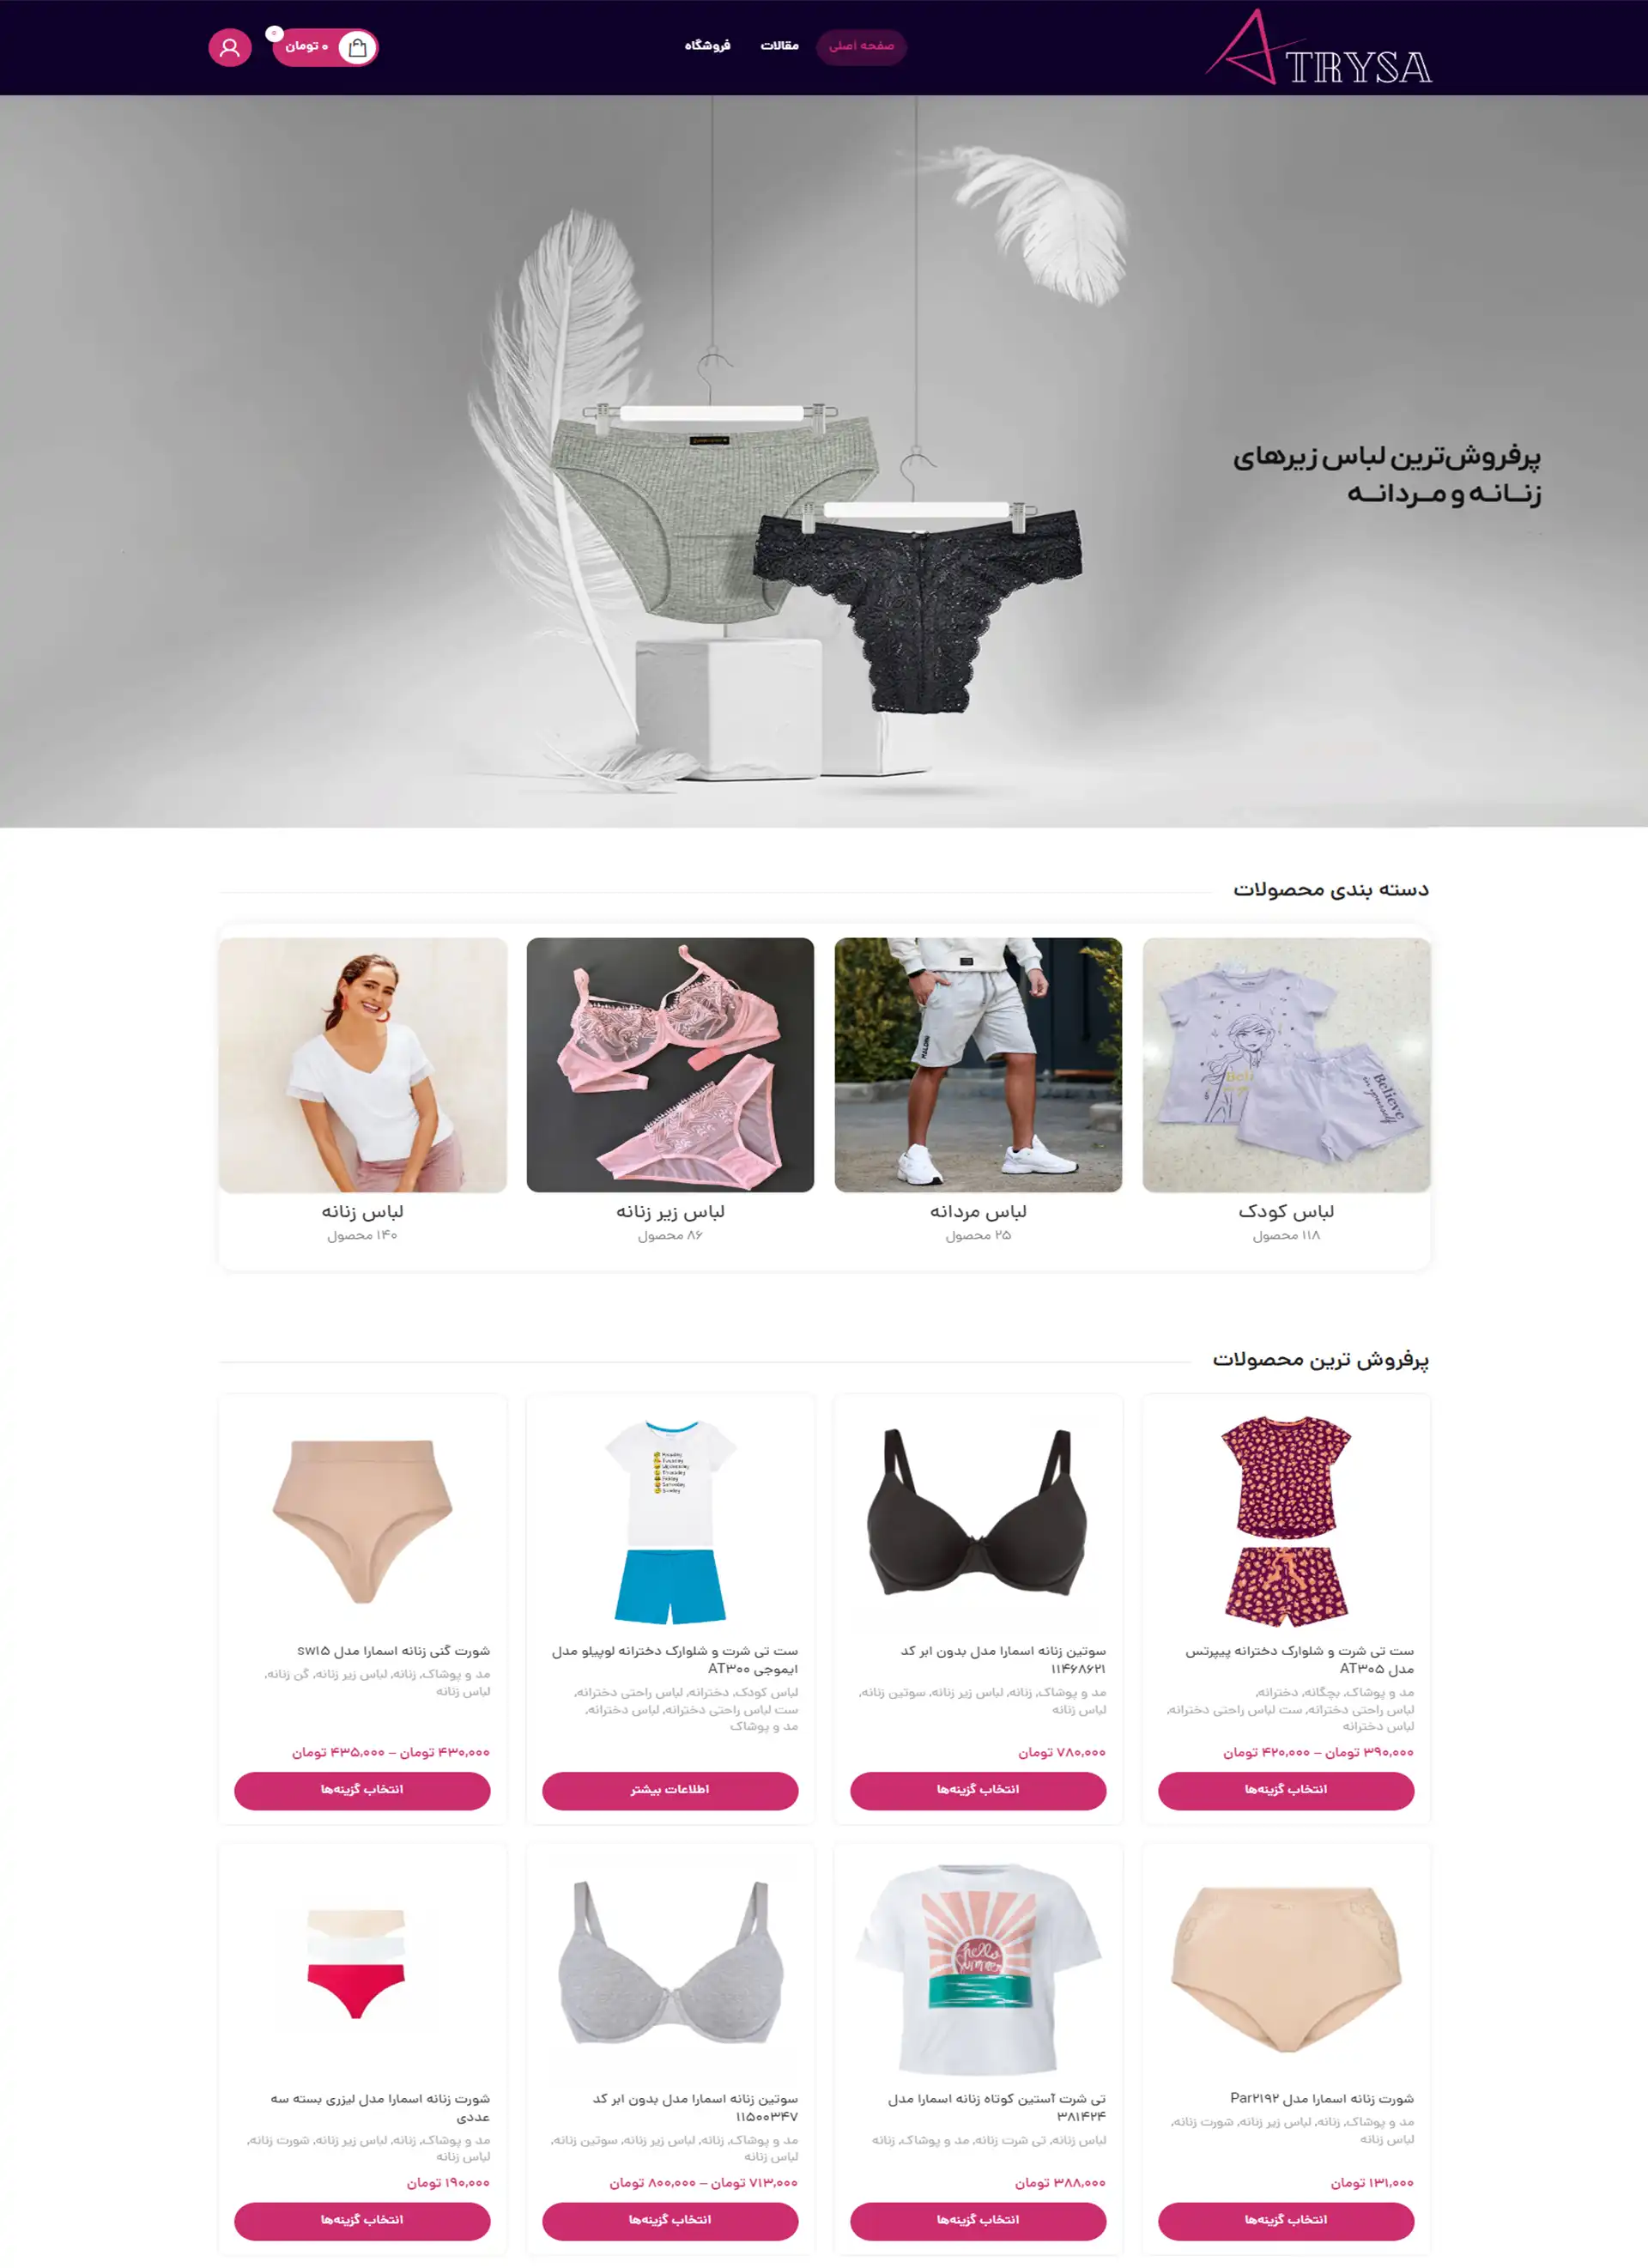 ATRYSA
صفحه اصلی
مقالات
فروشگاه
۰ تومان
۰
پرفروش‌ترین لباس زیرهای
زنـانـه و مـردانـه
دسته بندی محصولات
لباس کودک
۱۱۸ محصول
لباس مردانه
۲۵ محصول
لباس زیر زنانه
۸۶ محصول
لباس زنانه
۱۴۰ محصول
Believe
in yourself
پرفروش ترین محصولات
ست تی شرت و شلوارک دخترانه پیپرتس
مدل AT۳۰۵
مد و پوشاک, بچگانه, دخترانه,
لباس راحتی دخترانه, ست لباس راحتی دخترانه,
لباس دخترانه
۳۹۰,۰۰۰ تومان – ۴۲۰,۰۰۰ تومان
انتخاب گزینه‌ها
سوتین زنانه اسمارا مدل بدون ابر کد
۱۱۴۶۸۶۲۱
مد و پوشاک, زنانه, لباس زیر زنانه, سوتین زنانه,
لباس زنانه
۷۸۰,۰۰۰ تومان
انتخاب گزینه‌ها
ست تی شرت و شلوارک دخترانه لوپیلو مدل
ایموجی AT۳۰۰
لباس کودک, دخترانه, لباس راحتی دخترانه,
ست لباس راحتی دخترانه, لباس دخترانه,
مد و پوشاک
اطلاعات بیشتر
شورت گنی زنانه اسمارا مدل sw۱۵
مد و پوشاک, زنانه, لباس زیر زنانه, گن زنانه,
لباس زنانه
۴۳۰,۰۰۰ تومان – ۴۳۵,۰۰۰ تومان
انتخاب گزینه‌ها
شورت زنانه اسمارا مدل Par۲۱۹۲
مد و پوشاک, زنانه, لباس زیر زنانه, شورت زنانه,
لباس زنانه
۱۳۱,۰۰۰ تومان
انتخاب گزینه‌ها
hello
summer
تی شرت آستین کوتاه زنانه اسمارا مدل
۳۸۱۴۲۴
لباس زنانه, تی شرت زنانه, مد و پوشاک, زنانه
۳۸۸,۰۰۰ تومان
انتخاب گزینه‌ها
سوتین زنانه اسمارا مدل بدون ابر کد
۱۱۵۰۰۳۴۷
مد و پوشاک, زنانه, لباس زیر زنانه, سوتین زنانه,
لباس زنانه
۷۱۳,۰۰۰ تومان – ۸۰۰,۰۰۰ تومان
انتخاب گزینه‌ها
شورت زنانه اسمارا مدل لیزری بسته سه
عددی
مد و پوشاک, زنانه, لباس زیر زنانه, شورت زنانه,
لباس زنانه
۱۹۰,۰۰۰ تومان
انتخاب گزینه‌ها